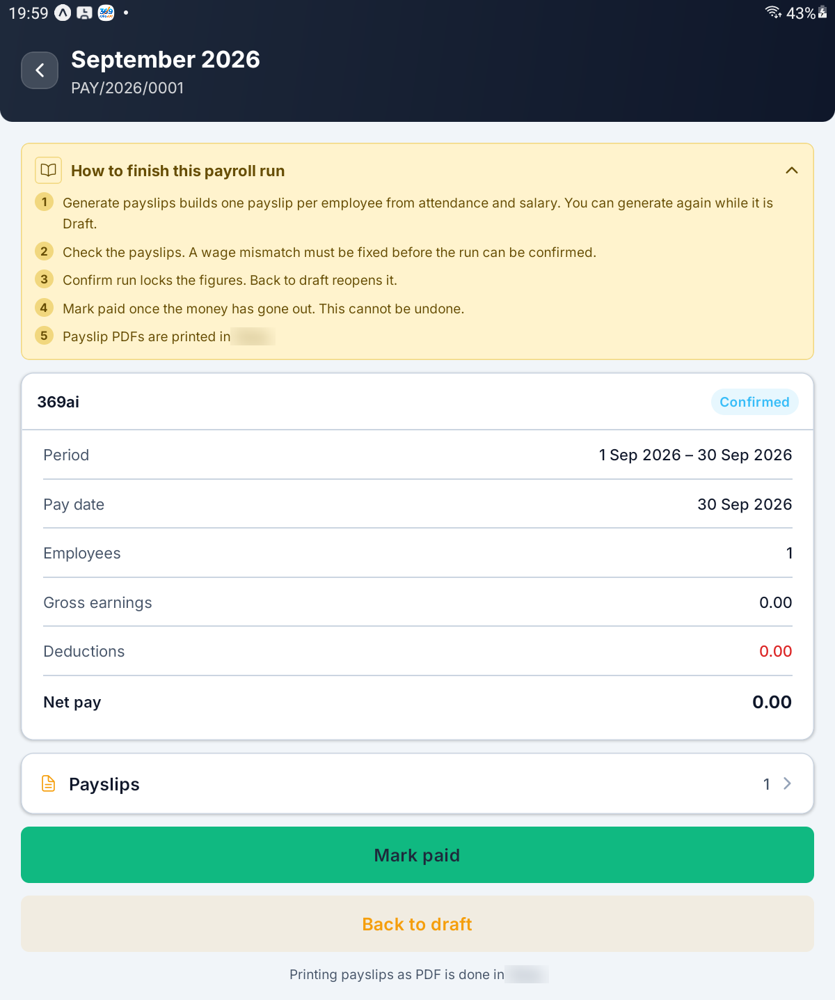 19:59
43%
September 2026
PAY/2026/0001
How to finish this payroll run
1 Generate payslips builds one payslip per employee from attendance and salary. You can generate again while it is
Draft.
2 Check the payslips. A wage mismatch must be fixed before the run can be confirmed.
3 Confirm run locks the figures. Back to draft reopens it.
4 Mark paid once the money has gone out. This cannot be undone.
5 Payslip PDFs are printed in
369ai Confirmed
Period 1 Sep 2026 – 30 Sep 2026
Pay date 30 Sep 2026
Employees 1
Gross earnings 0.00
Deductions 0.00
Net pay 0.00
Payslips 1
Mark paid
Back to draft
Printing payslips as PDF is done in